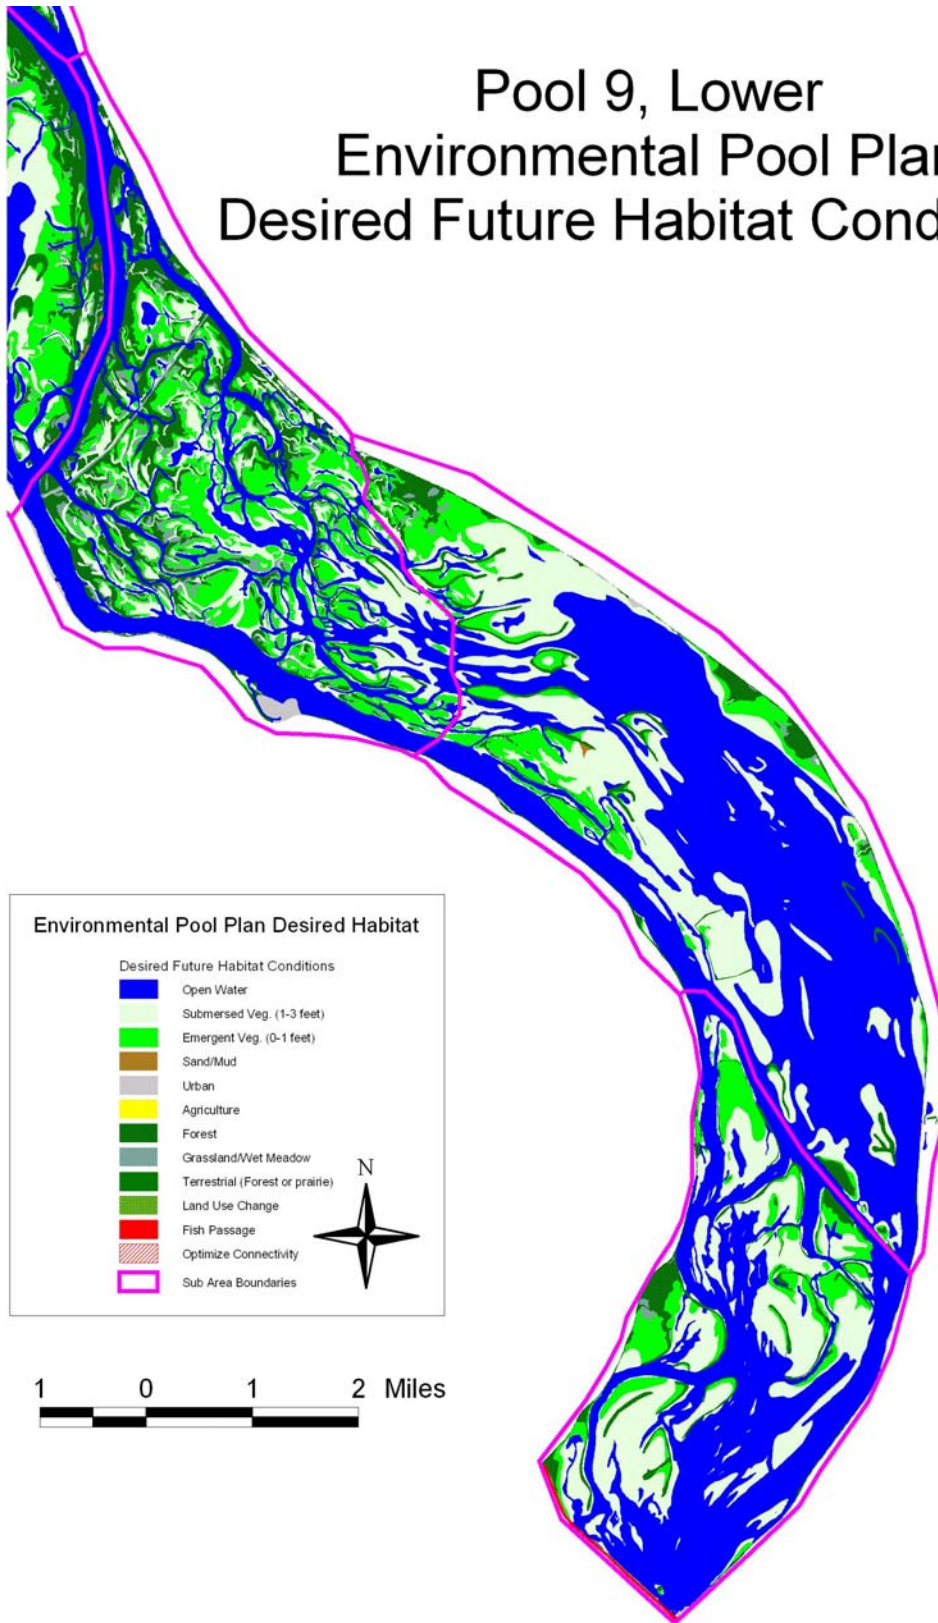 Pool 9, Lower
Environmental Pool Plan
Desired Future Habitat Cond
Environmental Pool Plan Desired Habitat
Desired Future Habitat Conditions
Open Water
Submersed Veg. (1-3 feet)
Emergent Veg. (0-1 feet)
Sand/Mud
Urban
Agriculture
Forest
Grassland/Wet Meadow
Terrestrial (Forest or prairie)
Land Use Change
Fish Passage
Optimize Connectivity
Sub Area Boundaries
N
1 0 1 2 Miles